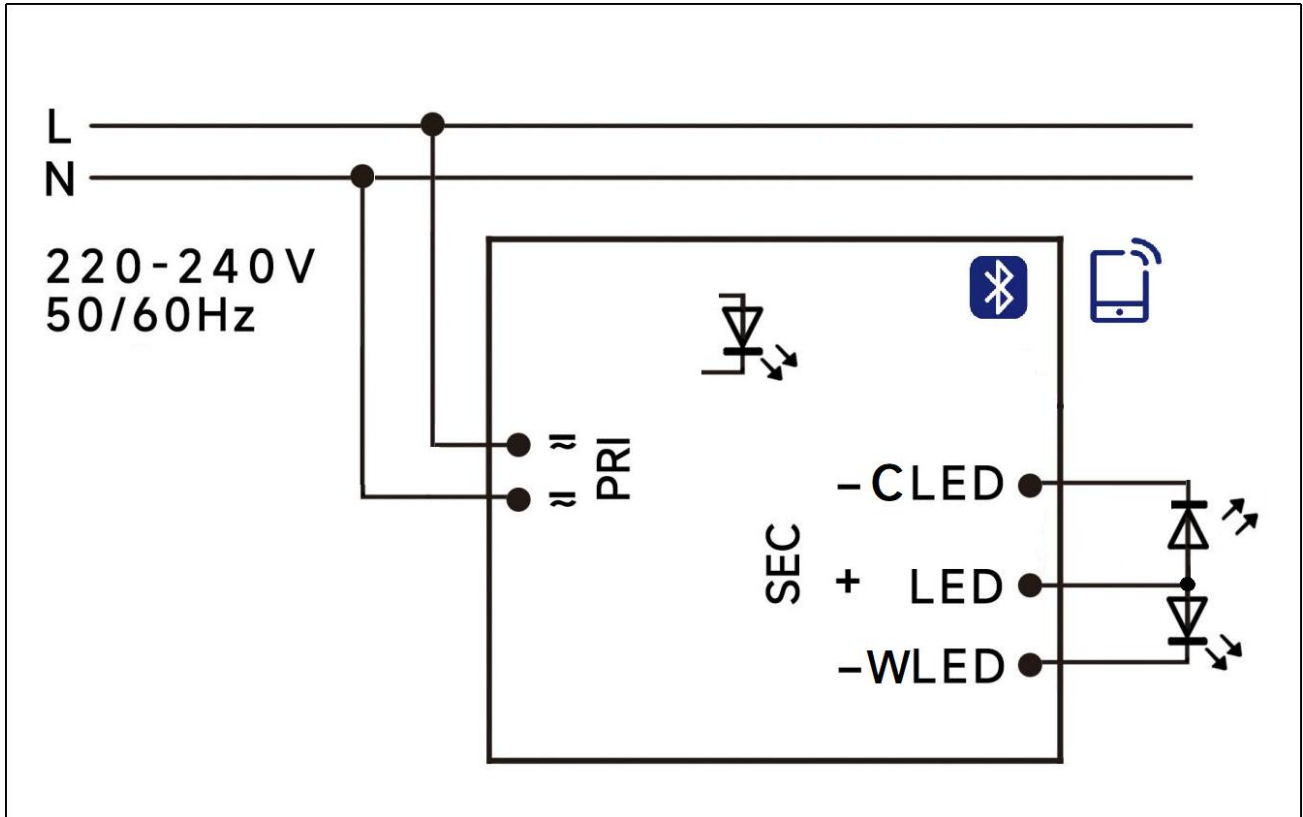 L
N
220-240V
50/60Hz
PRI
SEC
-CLED
+ LED
-WLED